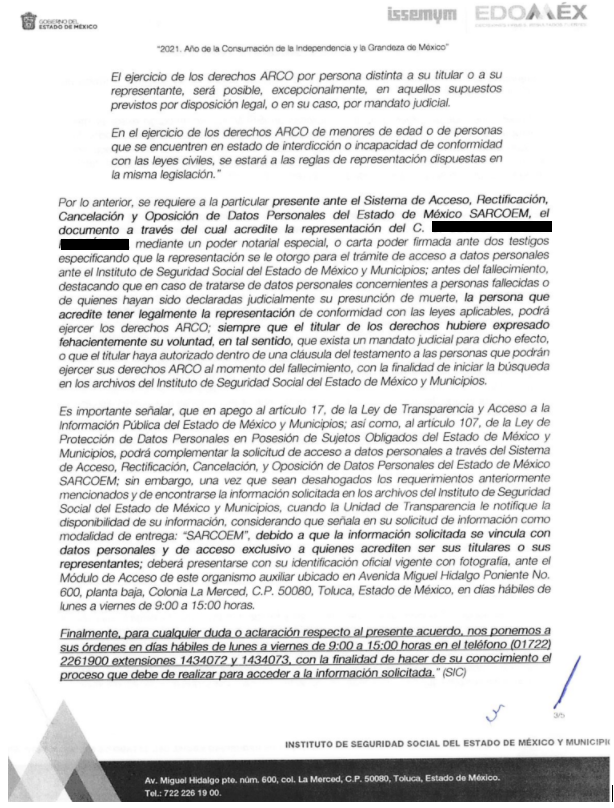 GOBIERNO DEL
ESTADO DE MÉXICO
issemym
EDOMÉX
"2021. Año de la Consumación de la Independencia y la Grandeza de México"
El ejercicio de los derechos ARCO por persona distinta a su titular o a su
representante, será posible, excepcionalmente, en aquellos supuestos
previstos por disposición legal, o en su caso, por mandato judicial.
En el ejercicio de los derechos ARCO de menores de edad o de personas
que se encuentren en estado de interdicción o incapacidad de conformidad
con las leyes civiles, se estará a las reglas de representación dispuestas en
la misma legislación."
Por lo anterior, se requiere a la particular presente ante el Sistema de Acceso, Rectificación,
Cancelación y Oposición de Datos Personales del Estado de México SARCOEM, el
documento a través del cual acredite la representación del C.
mediante un poder notarial especial, o carta poder firmada ante dos testigos
especificando que la representación se le otorgo para el trámite de acceso a datos personales
ante el Instituto de Seguridad Social del Estado de México y Municipios; antes del fallecimiento,
destacando que en caso de tratarse de datos personales concernientes a personas fallecidas o
de quienes hayan sido declaradas judicialmente su presunción de muerte, la persona que
acredite tener legalmente la representación de conformidad con las leyes aplicables, podrá
ejercer los derechos ARCO; siempre que el titular de los derechos hubiere expresado
fehacientemente su voluntad, en tal sentido, que exista un mandato judicial para dicho efecto,
o que el titular haya autorizado dentro de una cláusula del testamento a las personas que podrán
ejercer sus derechos ARCO al momento del fallecimiento, con la finalidad de iniciar la búsqueda
en los archivos del Instituto de Seguridad Social del Estado de México y Municipios.
Es importante señalar, que en apego al artículo 17, de la Ley de Transparencia y Acceso a la
Información Pública del Estado de México y Municipios; así como, al artículo 107, de la Ley de
Protección de Datos Personales en Posesión de Sujetos Obligados del Estado de México y
Municipios, podrá complementar la solicitud de acceso a datos personales a través del Sistema
de Acceso, Rectificación, Cancelación, y Oposición de Datos Personales del Estado de México
SARCOEM; sin embargo, una vez que sean desahogados los requerimientos anteriormente
mencionados y de encontrarse la información solicitada en los archivos del Instituto de Seguridad
Social del Estado de México y Municipios, cuando la Unidad de Transparencia le notifique la
disponibilidad de su información, considerando que señala en su solicitud de información como
modalidad de entrega: "SARCOEM", debido a que la información solicitada se vincula con
datos personales y de acceso exclusivo a quienes acrediten ser sus titulares o sus
representantes; deberá presentarse con su identificación oficial vigente con fotografía, ante el
Módulo de Acceso de este organismo auxiliar ubicado en Avenida Miguel Hidalgo Poniente No.
600, planta baja, Colonia La Merced, C.P. 50080, Toluca, Estado de México, en días hábiles de
lunes a viernes de 9:00 a 15:00 horas.
Finalmente, para cualquier duda o aclaración respecto al presente acuerdo, nos ponemos a
sus órdenes en días hábiles de lunes a viernes de 9:00 a 15:00 horas en el teléfono (01722)
2261900 extensiones 1434072 y 1434073, con la finalidad de hacer de su conocimiento el
proceso que debe de realizar para acceder a la información solicitada." (SIC)
3/5
INSTITUTO DE SEGURIDAD SOCIAL DEL ESTADO DE MÉXICO Y MUNICIPI
Av. Miguel Hidalgo pte. núm. 600, col. La Merced, C.P. 50080, Toluca, Estado de México.
Tel.: 722 226 19 00.